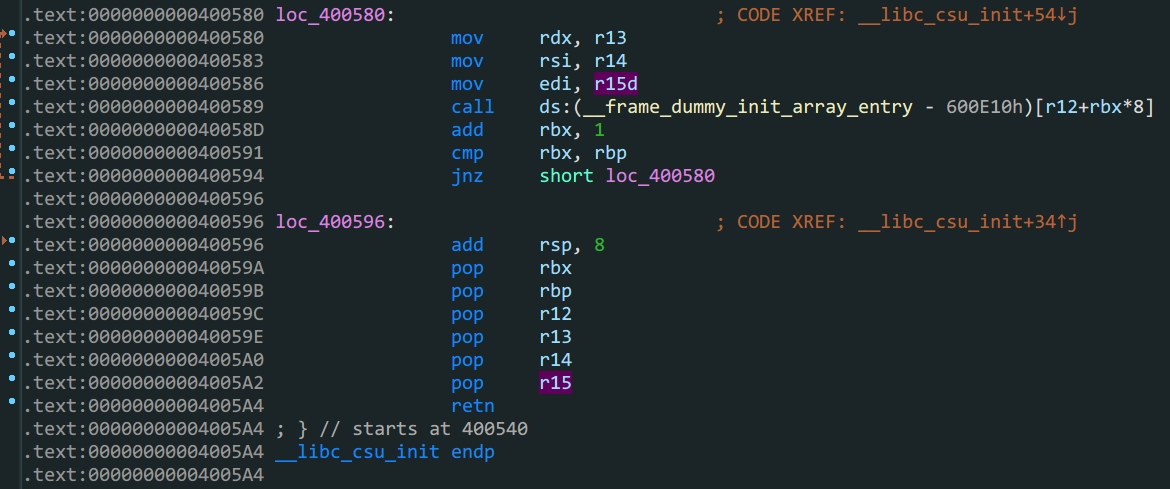 .text:0000000000400580 loc_400580: ; CODE XREF: __libc_csu_init+54↓j
.text:0000000000400580 mov rdx, r13
.text:0000000000400583 mov rsi, r14
.text:0000000000400586 mov edi, r15d
.text:0000000000400589 call ds:(__frame_dummy_init_array_entry - 600E10h)[r12+rbx*8]
.text:000000000040058D add rbx, 1
.text:0000000000400591 cmp rbx, rbp
.text:0000000000400594 jnz short loc_400580
.text:0000000000400596
.text:0000000000400596 loc_400596: ; CODE XREF: __libc_csu_init+34↑j
.text:0000000000400596 add rsp, 8
.text:000000000040059A pop rbx
.text:000000000040059B pop rbp
.text:000000000040059C pop r12
.text:000000000040059E pop r13
.text:00000000004005A0 pop r14
.text:00000000004005A2 pop r15
.text:00000000004005A4 retn
.text:00000000004005A4 ; } // starts at 400540
.text:00000000004005A4 __libc_csu_init endp
.text:00000000004005A4